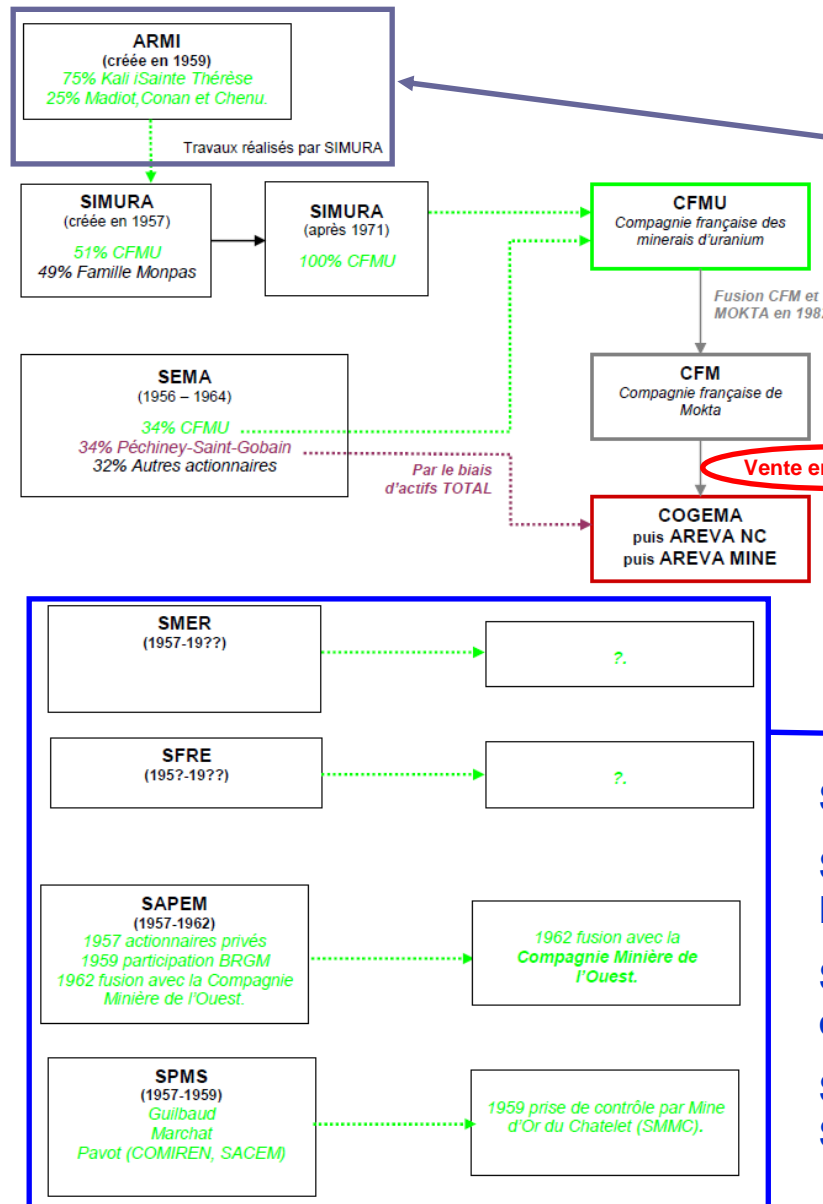 ARMI
(créée en 1959)
75% Kali iSainte Thérèse
25% Madiot,Conan et Chenu.
Travaux réalisés par SIMURA
SIMURA
(créée en 1957)
51% CFMU
49% Famille Monpas
SIMURA
(après 1971)
100% CFMU
CFMU
Compagnie française des
minerais d'uranium
Fusion CFM et
MOKTA en 198
CFM
Compagnie française de
Mokta
SEMA
(1956 – 1964)
34% CFMU
34% Péchiney-Saint-Gobain
32% Autres actionnaires
Par le biais
d'actifs TOTAL
Vente en
COGEMA
puis AREVA NC
puis AREVA MINE
SMER
(1957-19??)
?.
SFRE
(195?-19??)
?.
SAPEM
(1957-1962)
1957 actionnaires privés
1959 participation BRGM
1962 fusion avec la Compagnie
Minière de l'Ouest.
1962 fusion avec la
Compagnie Minière de
l'Ouest.
SPMS
(1957-1959)
Guilbaud
Marchat
Pavot (COMIREN, SACEM)
1959 prise de contrôle par Mine
d'Or du Chatelet (SMMC).